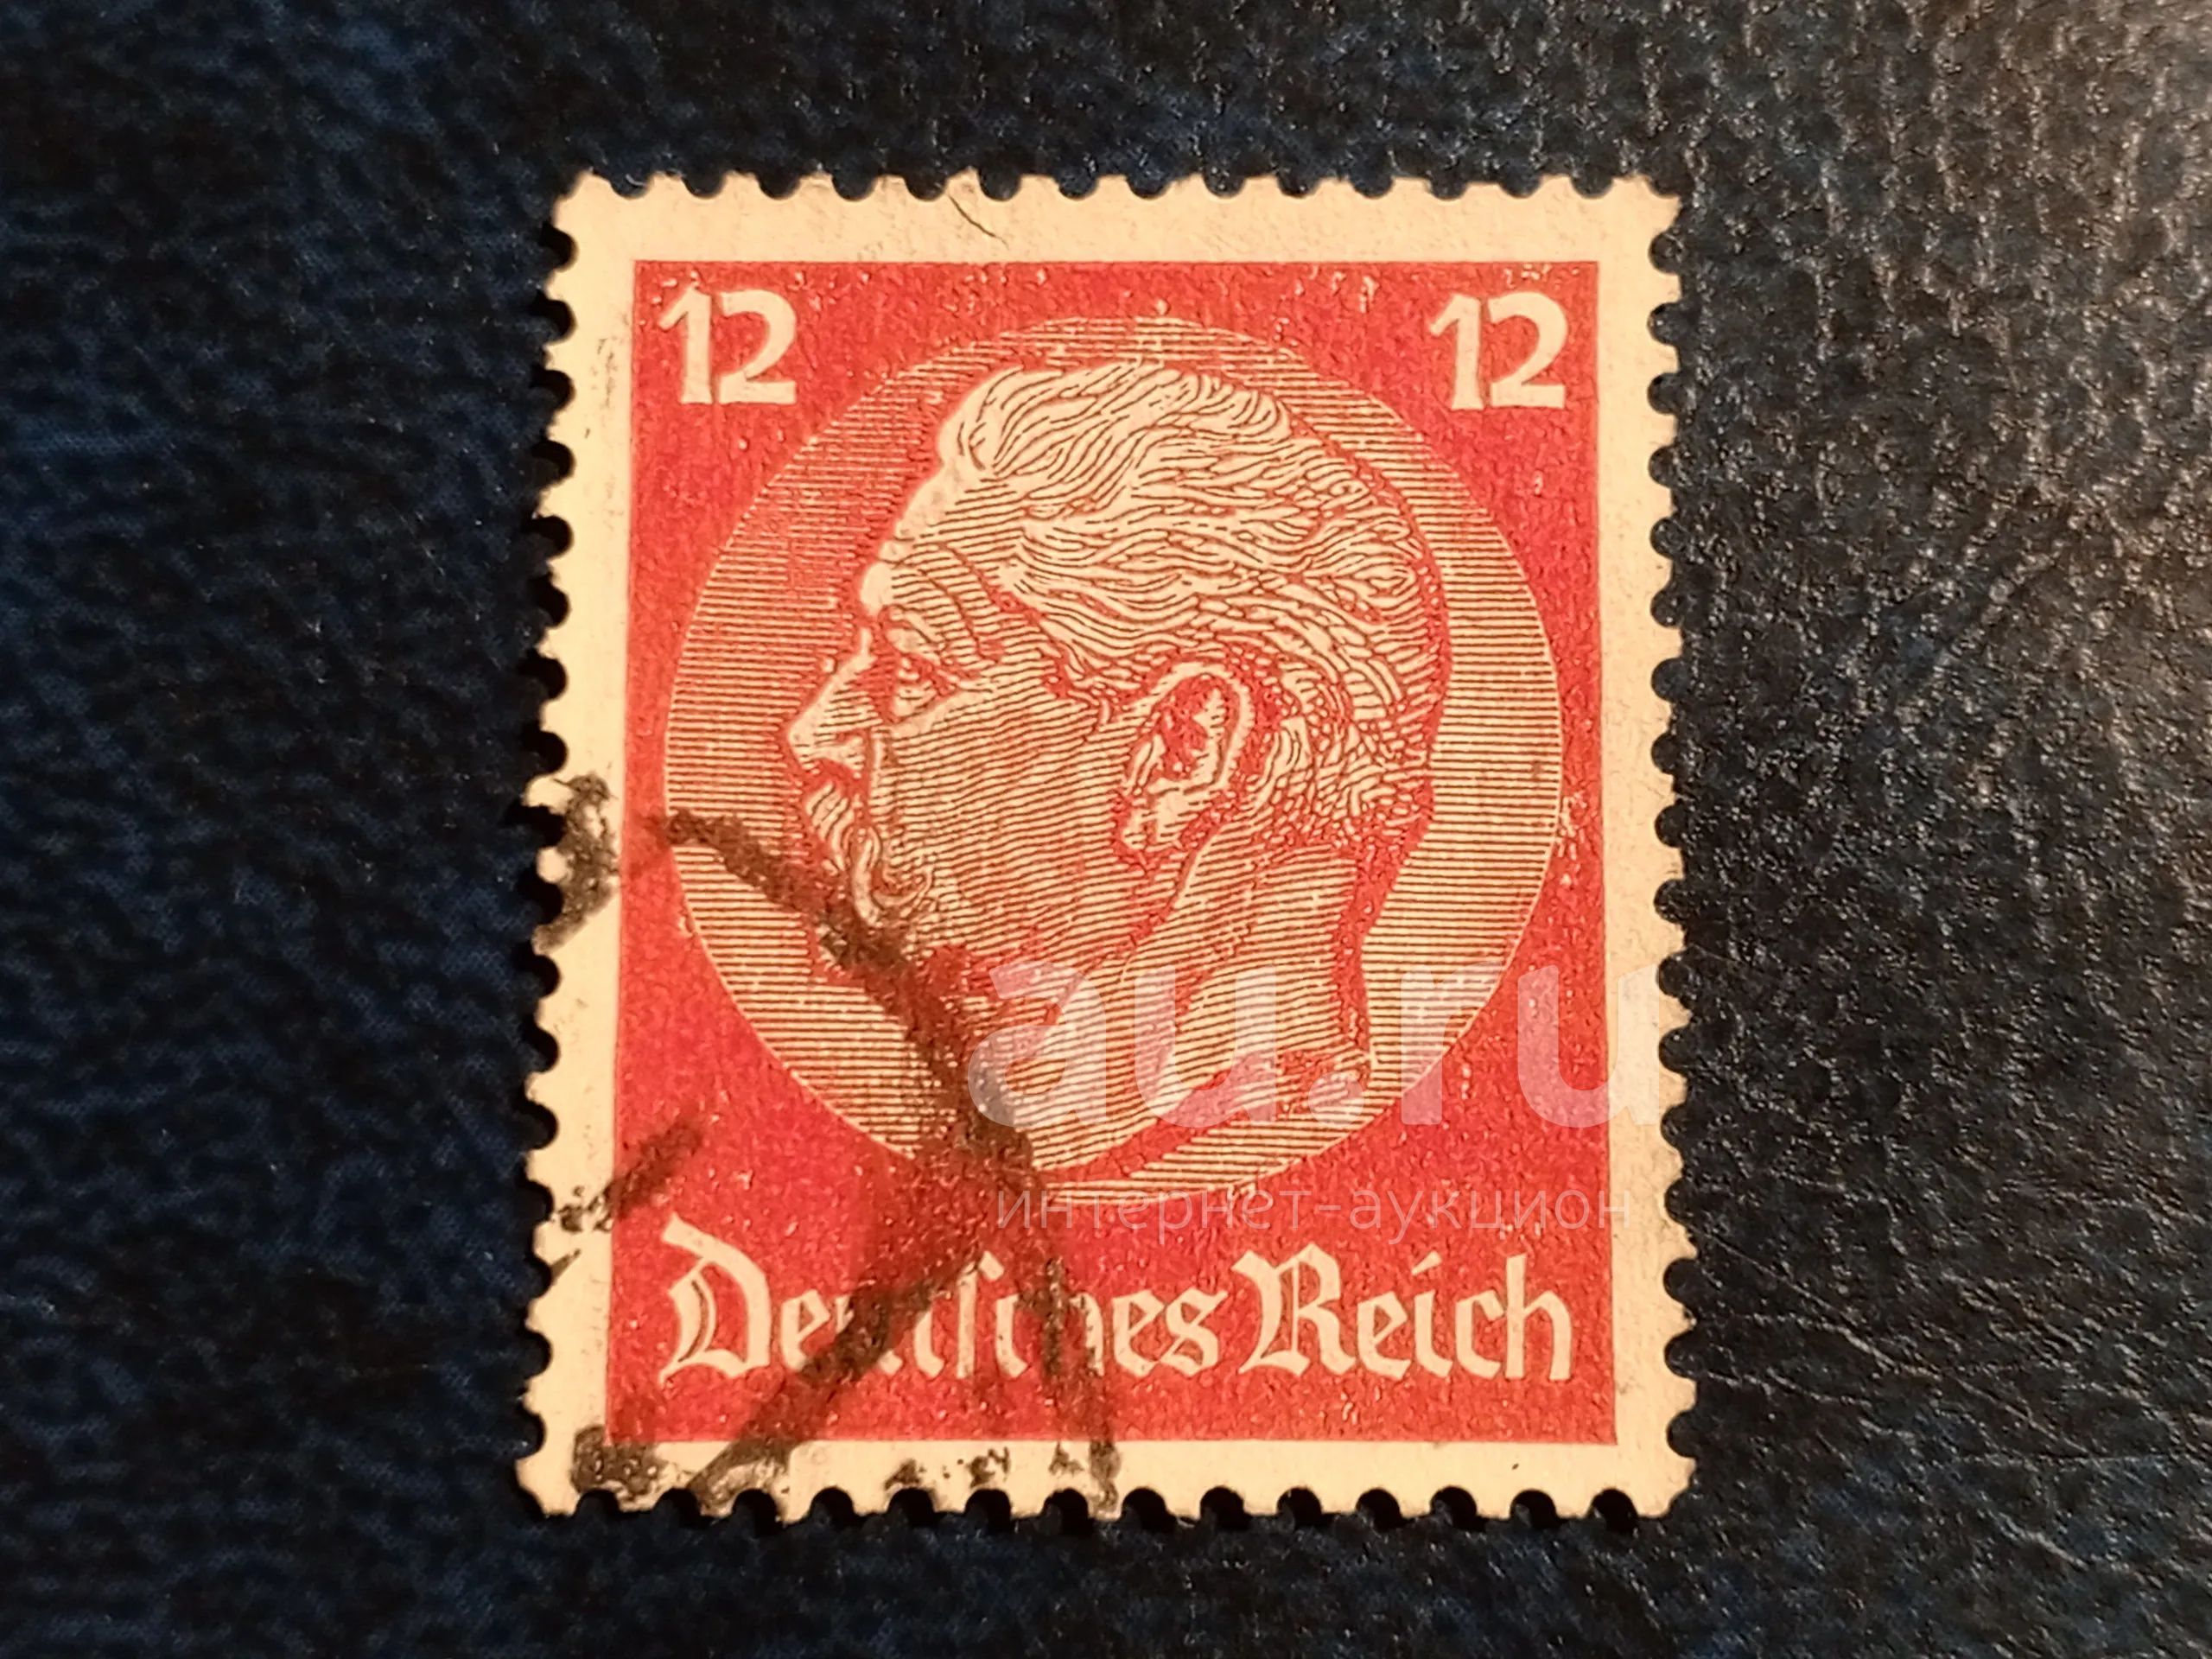 12 12
au.ru
интернет-аукцион
Deutsches Reich